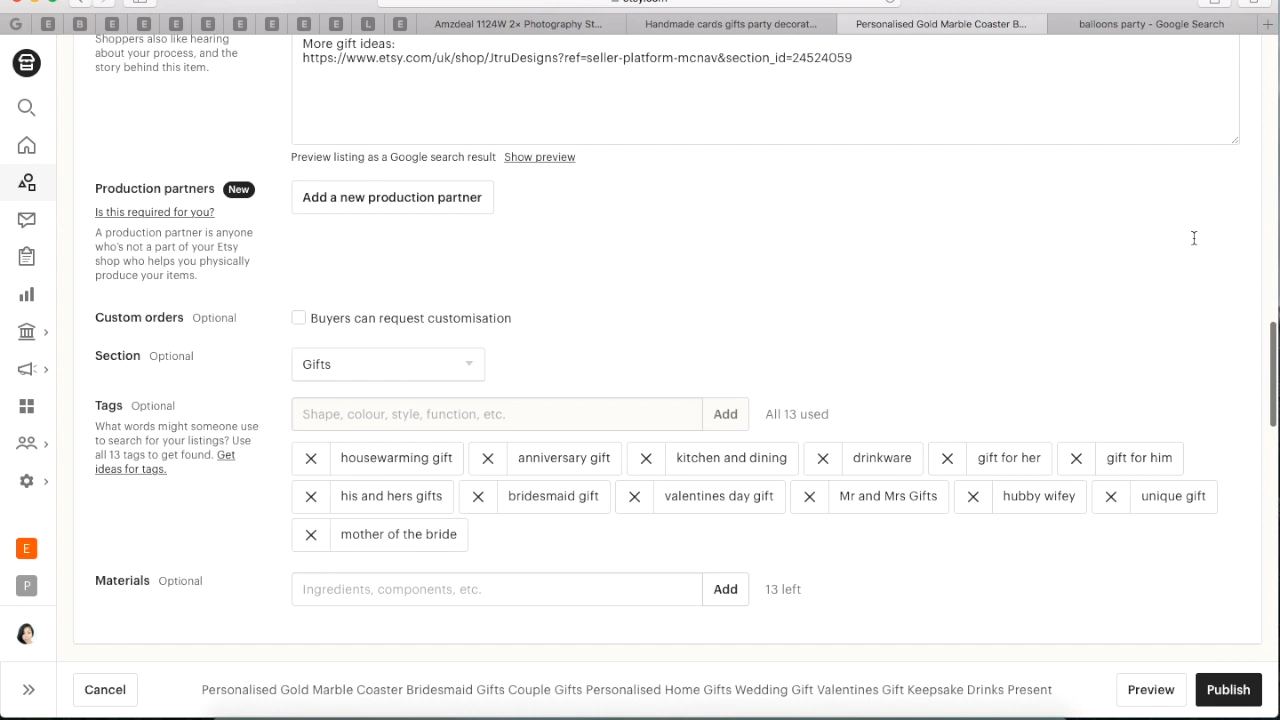 G E B E E E E E E E E L E Amzdeal 1124W 2× Photography St... Handmade cards gifts party decorat... Personalised Gold Marble Coaster B... balloons party - Google Search
Shoppers also like hearing
about your process, and the
story behind this item.
More gift ideas:
https://www.etsy.com/uk/shop/JtruDesigns?ref=seller-platform-mcnav&section_id=24524059
Preview listing as a Google search result Show preview
Production partners New
Is this required for you?
A production partner is anyone
who's not a part of your Etsy
shop who helps you physically
produce your items.
Add a new production partner
Custom orders Optional
Buyers can request customisation
Section Optional
Gifts
Tags Optional
What words might someone use
to search for your listings? Use
all 13 tags to get found. Get
ideas for tags.
Shape, colour, style, function, etc. Add All 13 used
housewarming gift anniversary gift kitchen and dining drinkware gift for her gift for him
his and hers gifts bridesmaid gift valentines day gift Mr and Mrs Gifts hubby wifey unique gift
mother of the bride
Materials Optional
Ingredients, components, etc. Add 13 left
E
P
Cancel Personalised Gold Marble Coaster Bridesmaid Gifts Couple Gifts Personalised Home Gifts Wedding Gift Valentines Gift Keepsake Drinks Present Preview Publish